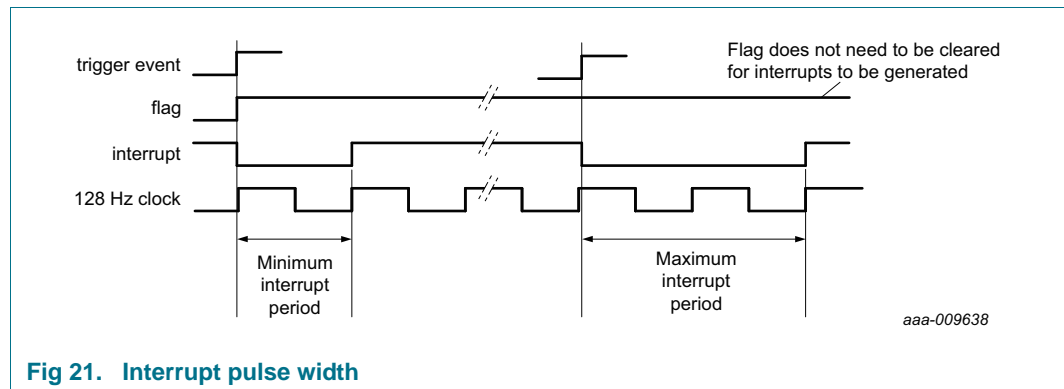 trigger event
Flag does not need to be cleared
for interrupts to be generated
flag
interrupt
128 Hz clock
Minimum
interrupt
period
Maximum
interrupt
period
aaa-009638
Fig 21. Interrupt pulse width